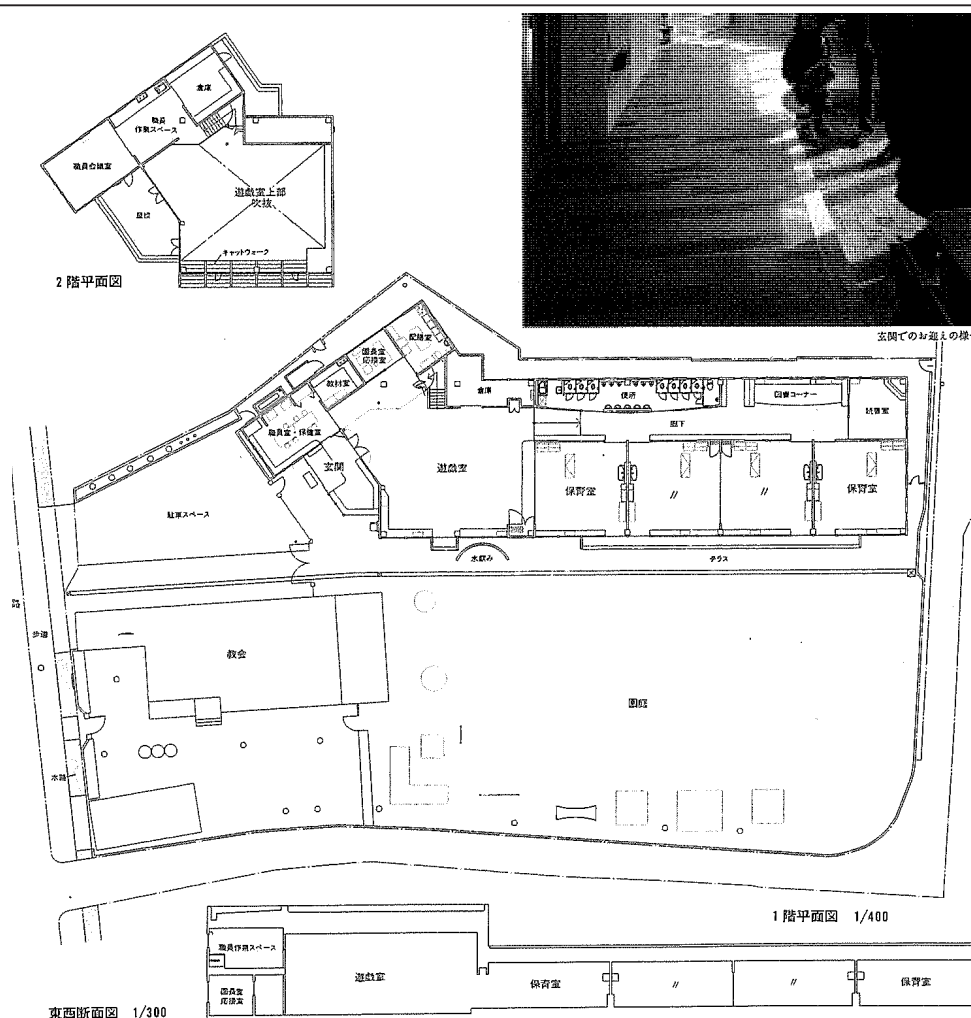 倉庫
職員
作業スペース
職員会議室
屋根
遊戯室上部
吹抜
キャットウォーク
2階平面図
玄関でのお迎えの様
配膳室
園長室
応接室
教材室
倉庫
便所
図書コーナー
職員室・保健室
廊下
玄関
遊戯室
保育室
〃
〃
保育室
駐車スペース
水飲み
テラス
歩道
教会
園庭
水路
1階平面図 1/400
職員作業スペース
遊戯室
園長室
応接室
保育室
〃
〃
保育室
東西断面図 1/300